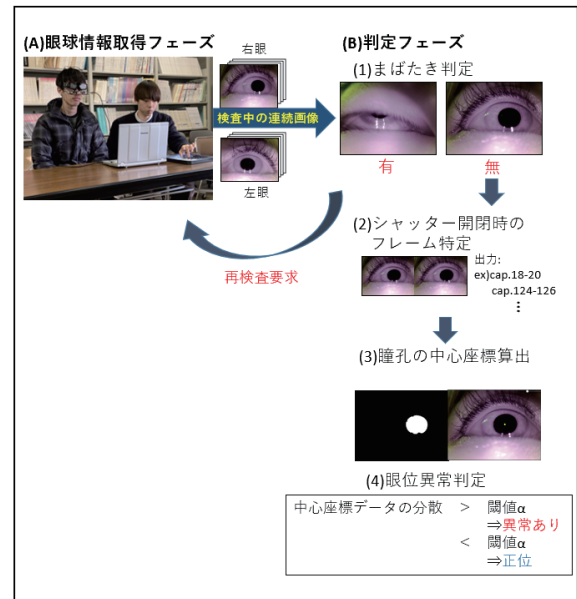 (A)眼球情報取得フェーズ
右眼
検査中の連続画像
左眼
再検査要求
(B)判定フェーズ
(1)まばたき判定
有
無
(2)シャッター開閉時の
フレーム特定
出力:
ex)cap.18-20
cap.124-126
⋮
(3)瞳孔の中心座標算出
(4)眼位異常判定
中心座標データの分散 > 閾値α
⇒異常あり
< 閾値α
⇒正位